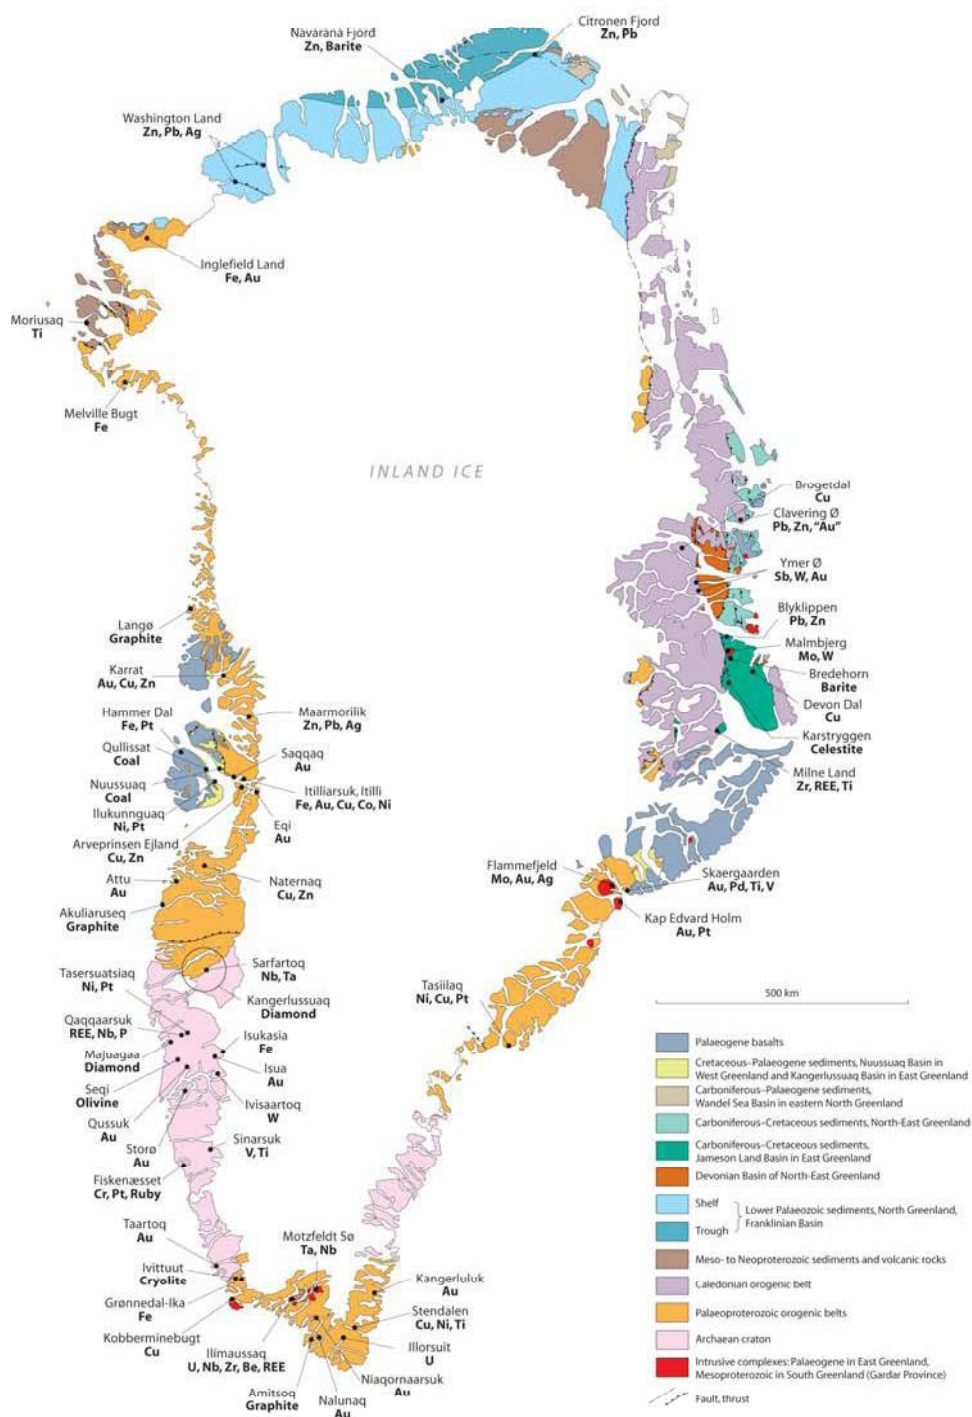 Navarana Fjord
Zn, Barite
Citronen Fjord
Zn, Pb
Washington Land
Zn, Pb, Ag
Inglefield Land
Fe, Au
Moriusaq
Ti
Melville Bugt
Fe
INLAND ICE
Brogetdal
Cu
Clavering Ø
Pb, Zn, "Au"
Ymer Ø
Sb, W, Au
Blyklippen
Pb, Zn
Malmbjerg
Mo, W
Bredehorn
Barite
Devon Dal
Cu
Karstryggen
Celestite
Milne Land
Zr, REE, Ti
Langø
Graphite
Karrat
Au, Cu, Zn
Hammer Dal
Fe, Pt
Maarmorilik
Zn, Pb, Ag
Qullissat
Coal
Saqqaq
Au
Nuussuaq
Coal
Itilliarsuk, Itilli
Fe, Au, Cu, Co, Ni
Ilukunnguaq
Ni, Pt
Eqi
Au
Arveprinsen Ejland
Cu, Zn
Attu
Au
Naternaq
Cu, Zn
Akuliaruseq
Graphite
Flammefjeld
Mo, Au, Ag
Skaergaarden
Au, Pd, Ti, V
Kap Edvard Holm
Au, Pt
Sarfartoq
Nb, Ta
Tasersuatsiaq
Ni, Pt
Kangerlussuaq
Diamond
Tasiilaq
Ni, Cu, Pt
Qaqqaarsuk
REE, Nb, P
Isukasia
Fe
Majuagaa
Diamond
Isua
Au
Seqi
Olivine
Ivisaartoq
W
Qussuk
Au
Storø
Au
Sinarsuk
V, Ti
Fiskenæsset
Cr, Pt, Ruby
Taartoq
Au
Motzfeldt Sø
Ta, Nb
Ivittuut
Cryolite
Kangerluluk
Au
Grønnedal-Ika
Fe
Stendalen
Cu, Ni, Ti
Kobberminebugt
Cu
Ilímaussaq
U, Nb, Zr, Be, REE
Illorsuit
U
Niaqornaarsuk
Au
Amitsoq
Graphite
Nalunaq
Au
500 km
Palaeogene basalts
Cretaceous–Palaeogene sediments, Nuussuaq Basin in
West Greenland and Kangerlussuaq Basin in East Greenland
Carboniferous–Palaeogene sediments,
Wandel Sea Basin in eastern North Greenland
Carboniferous–Cretaceous sediments, North-East Greenland
Carboniferous–Cretaceous sediments,
Jameson Land Basin in East Greenland
Devonian Basin of North-East Greenland
Shelf
Trough
Lower Palaeozoic sediments, North Greenland,
Franklinian Basin
Meso- to Neoproterozoic sediments and volcanic rocks
Caledonian orogenic belt
Palaeoproterozoic orogenic belts
Archaean craton
Intrusive complexes: Palaeogene in East Greenland,
Mesoproterozoic in South Greenland (Gardar Province)
Fault, thrust